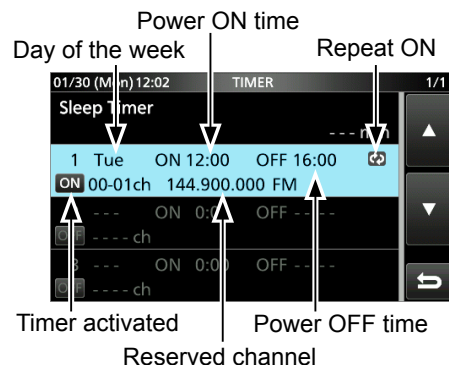 Power ON time
Day of the week
Repeat ON
01/30 (Mon) 12:02 TIMER 1/1
Sleep Timer
--- min
1 Tue ON 12:00 OFF 16:00
ON 00-01ch 144.900.000 FM
--- ON 0:00 OFF -----
OFF ---- ch
3 --- ON 0:00 OFF -----
OFF ---- ch
Timer activated
Power OFF time
Reserved channel